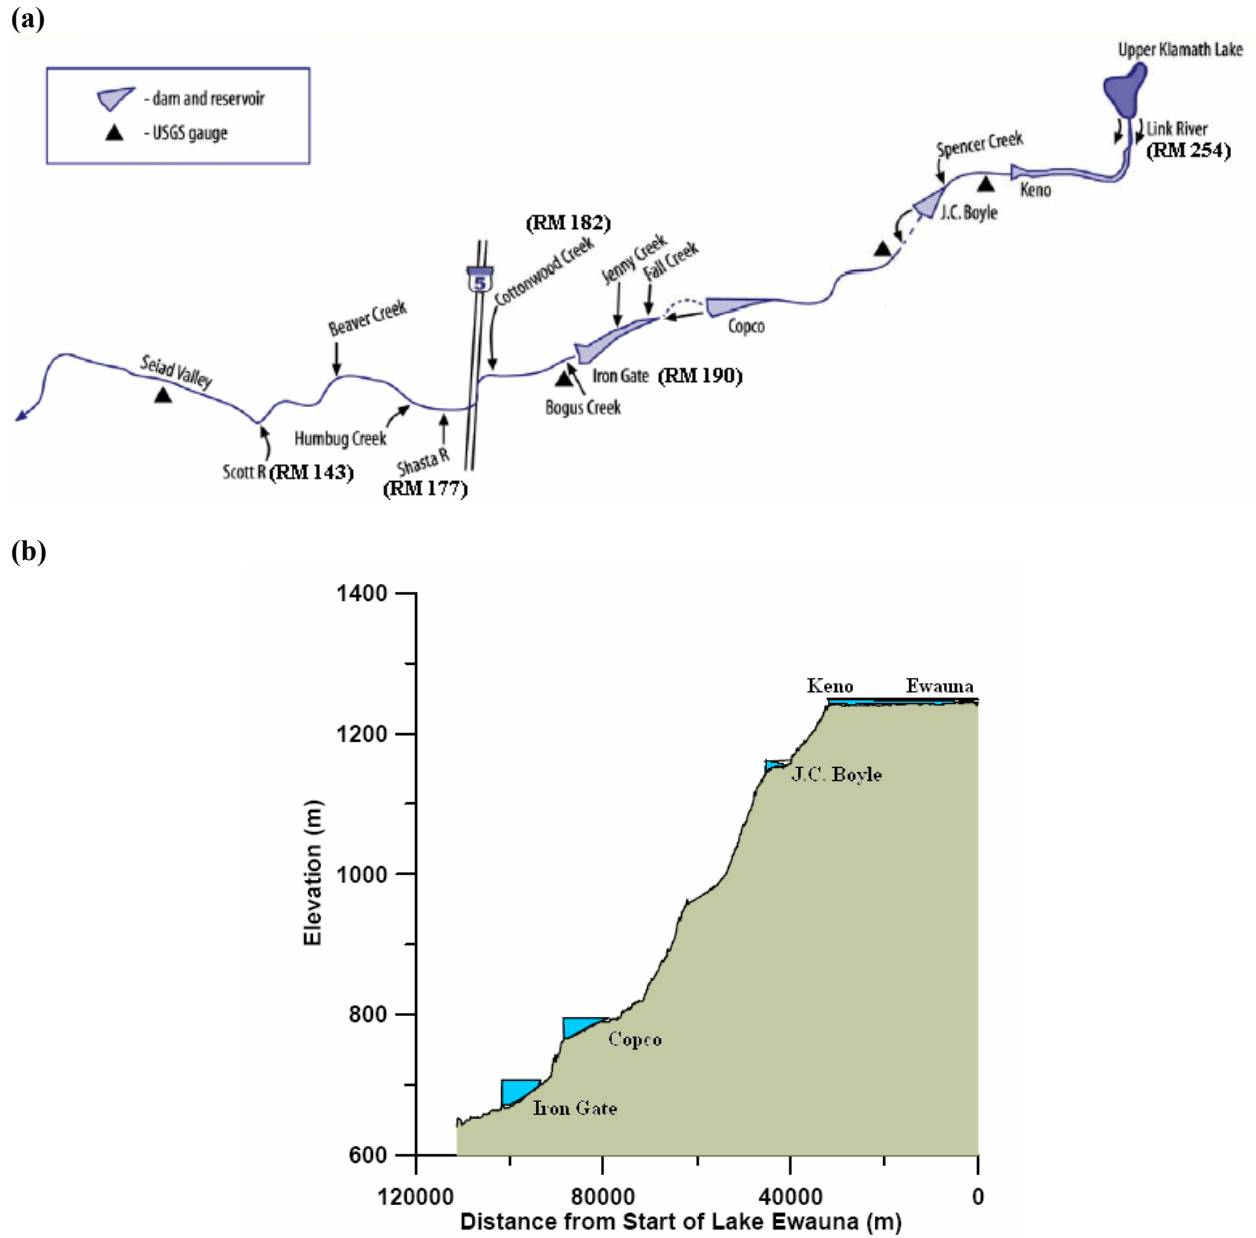 (a)
Upper Klamath Lake
- dam and reservoir
- USGS gauge
Link River
(RM 254)
Spencer Creek
Keno
J.C. Boyle
(RM 182)
Cottonwood Creek
Jenny Creek
Fall Creek
5
Copco
Beaver Creek
Seiad Valley
Iron Gate (RM 190)
Bogus Creek
Humbug Creek
Shasta R
(RM 177)
Scott R (RM 143)
(b)
1400
1200
1000
800
600
Elevation (m)
Keno
Ewauna
J.C. Boyle
Copco
Iron Gate
120000
80000
40000
0
Distance from Start of Lake Ewauna (m)